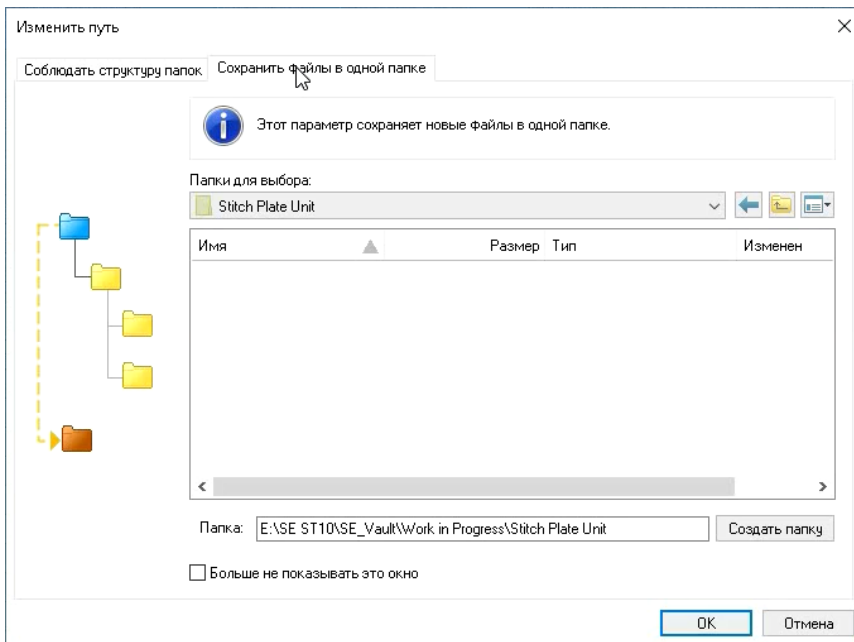 Изменить путь
Соблюдать структуру папок Сохранить файлы в одной папке
Этот параметр сохраняет новые файлы в одной папке.
Папки для выбора:
Stitch Plate Unit
Имя Размер Тип Изменен
Папка: E:\SE ST10\SE_Vault\Work in Progress\Stitch Plate Unit Создать папку
Больше не показывать это окно
OK Отмена